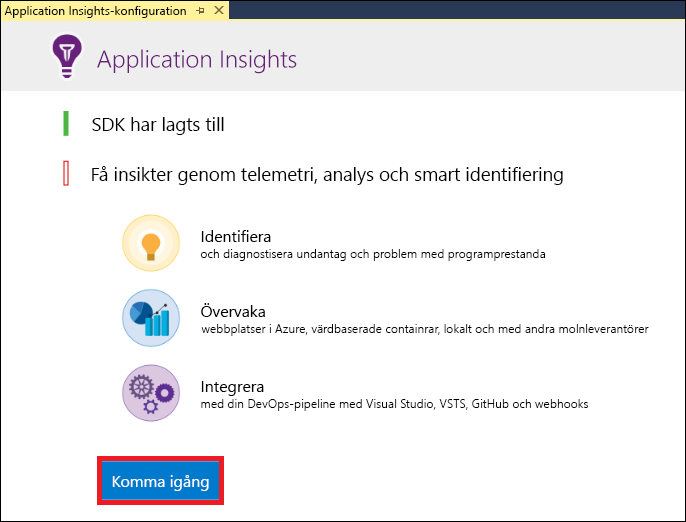 Application Insights-konfiguration
Application Insights
SDK har lagts till
Få insikter genom telemetri, analys och smart identifiering
Identifiera
och diagnostisera undantag och problem med programprestanda
Övervaka
webbplatser i Azure, värdbaserade containrar, lokalt och med andra molnleverantörer
Integrera
med din DevOps-pipeline med Visual Studio, VSTS, GitHub och webhooks
Komma igång